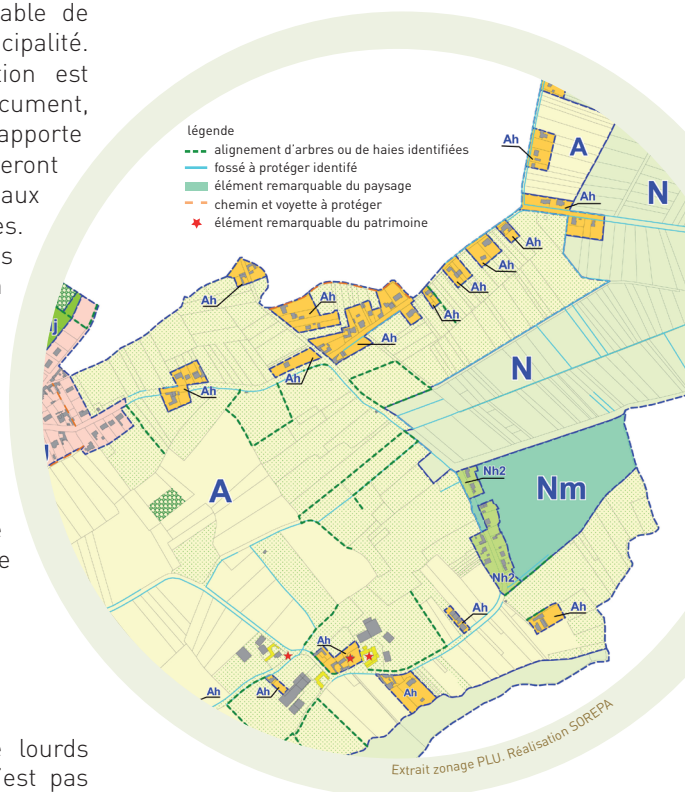 able de
cipalité.
tion est
cument,
apporte
eront
aux
es.
s
légende
alignement d'arbres ou de haies identifiées
fossé à protéger identifé
élément remarquable du paysage
chemin et voyette à protéger
élément remarquable du patrimoine
Ah
A
N
Ah
Ah
Ah
Ah
Ah
Ah
Ah
Ah
Ah
j
N
A
Nh2
Nm
Nh2
e
Ah
Ah
Ah
Ah
Ah
Ah
lourds
'est pas
Extrait zonage PLU. Réalisation SOREPA